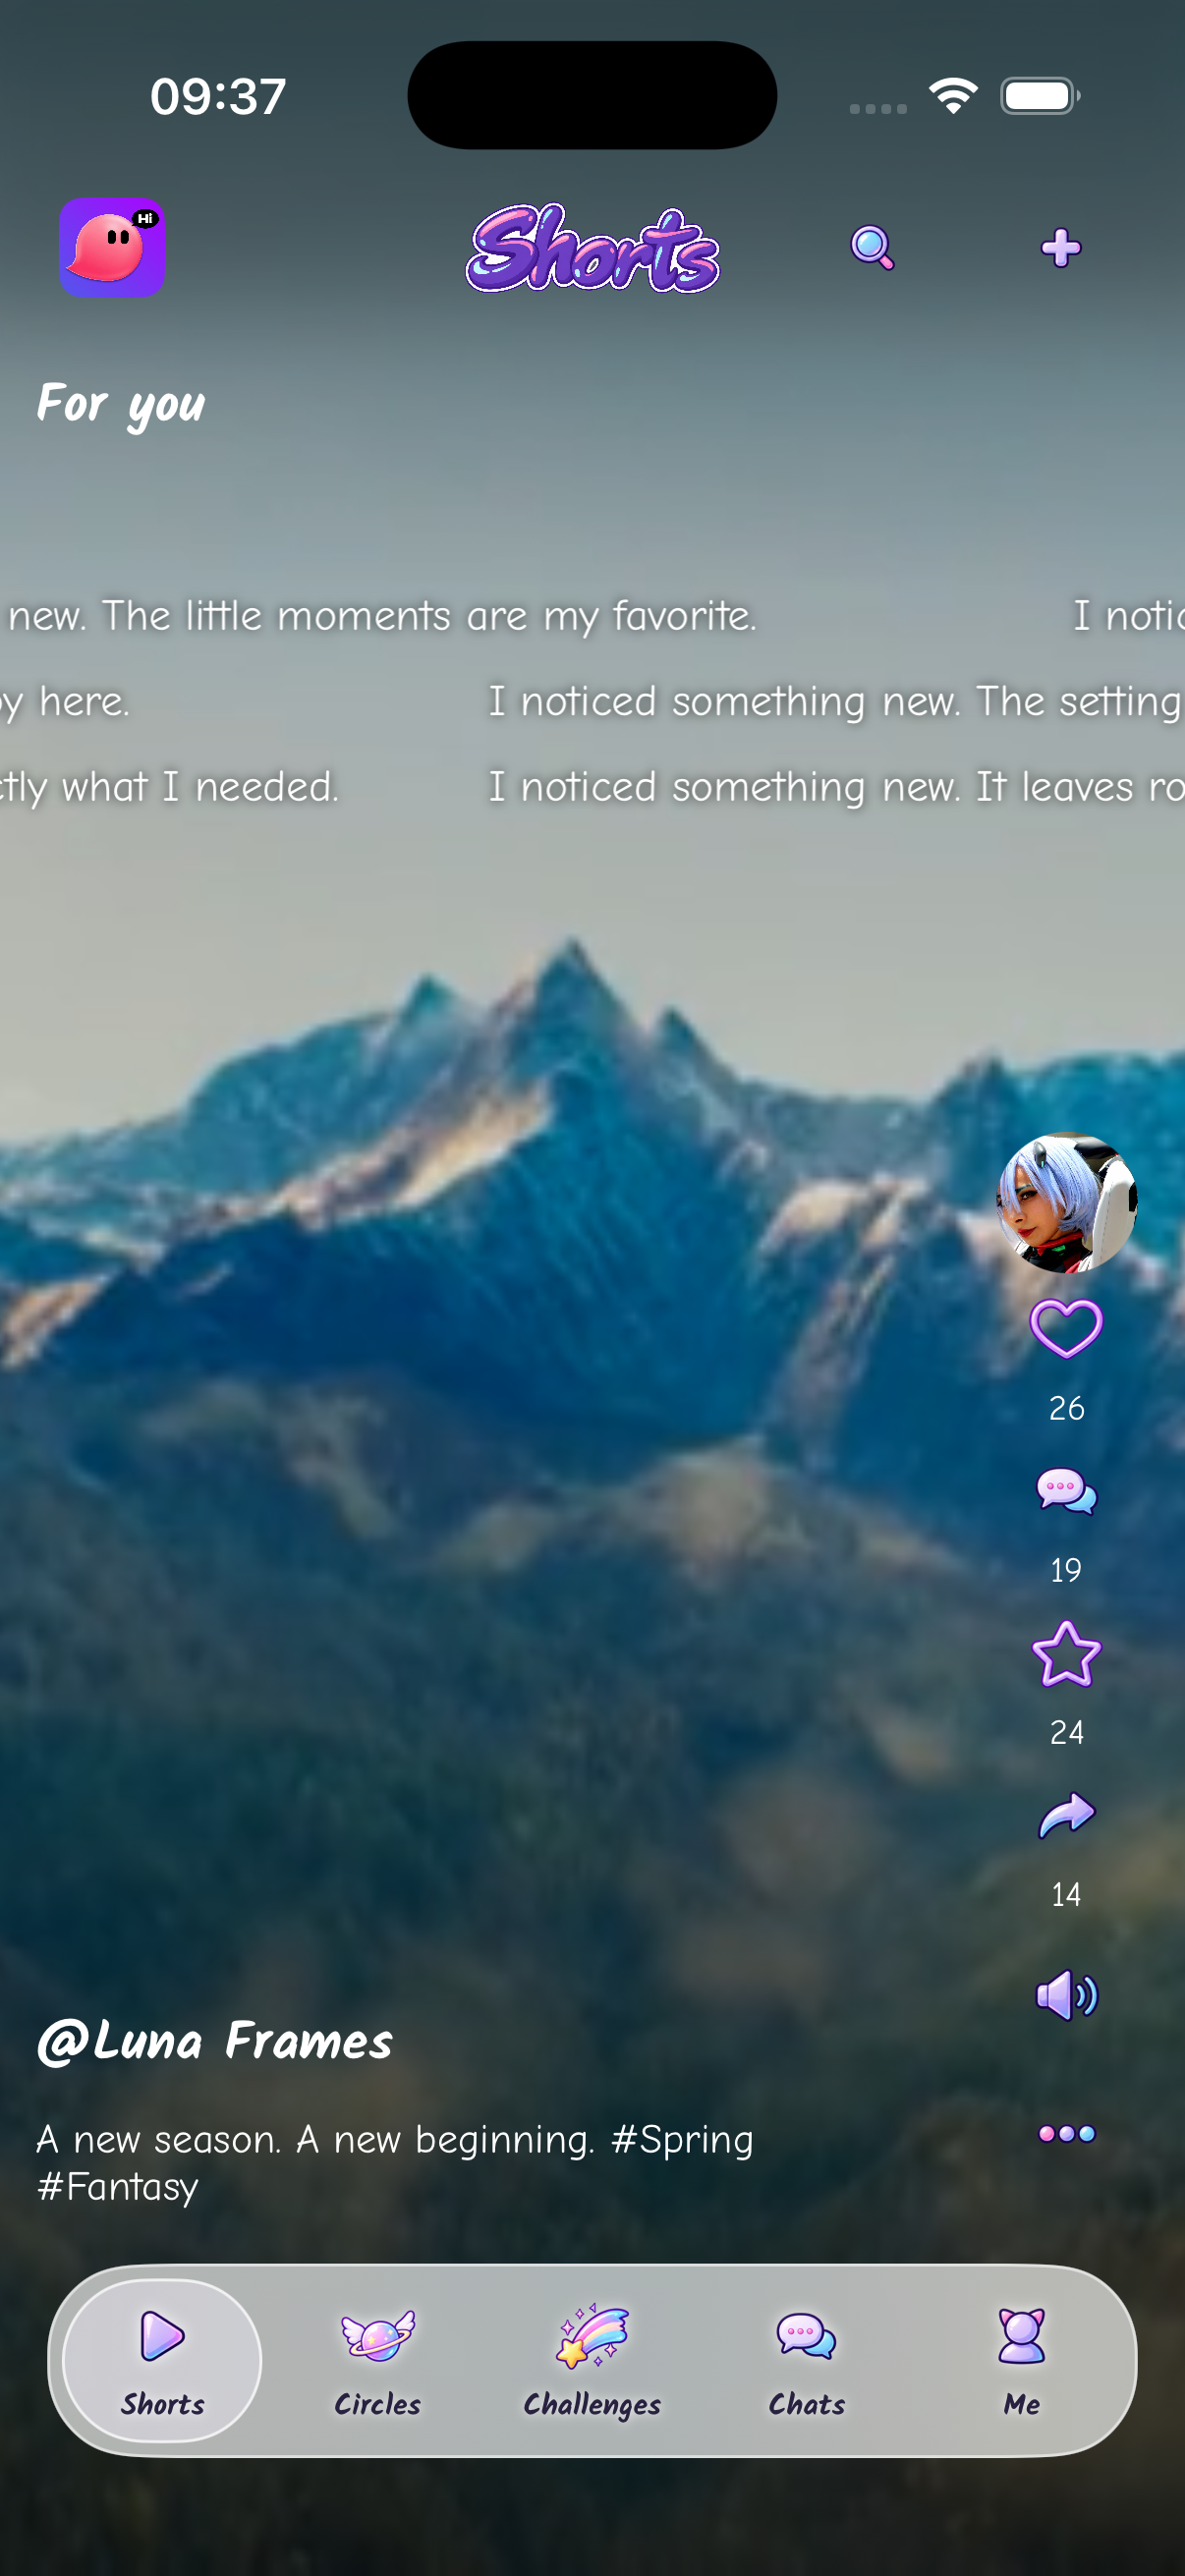 09:37
Hi
Shorts
For you
new. The little moments are my favorite.
I notic
y here.
I noticed something new. The setting
tly what I needed.
I noticed something new. It leaves ro
26
19
24
14
@Luna Frames
A new season. A new beginning. #Spring
#Fantasy
Shorts
Circles
Challenges
Chats
Me